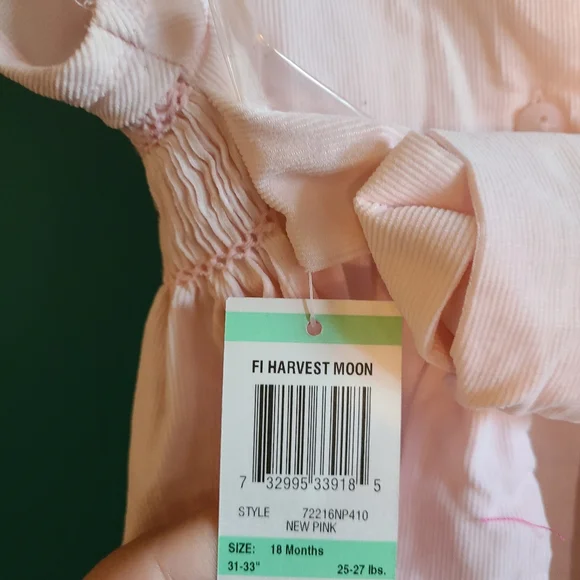 FI HARVEST MOON
7 32995 33918 5
STYLE 72216NP410
NEW PINK
SIZE: 18 Months
31-33" 25-27 lbs.